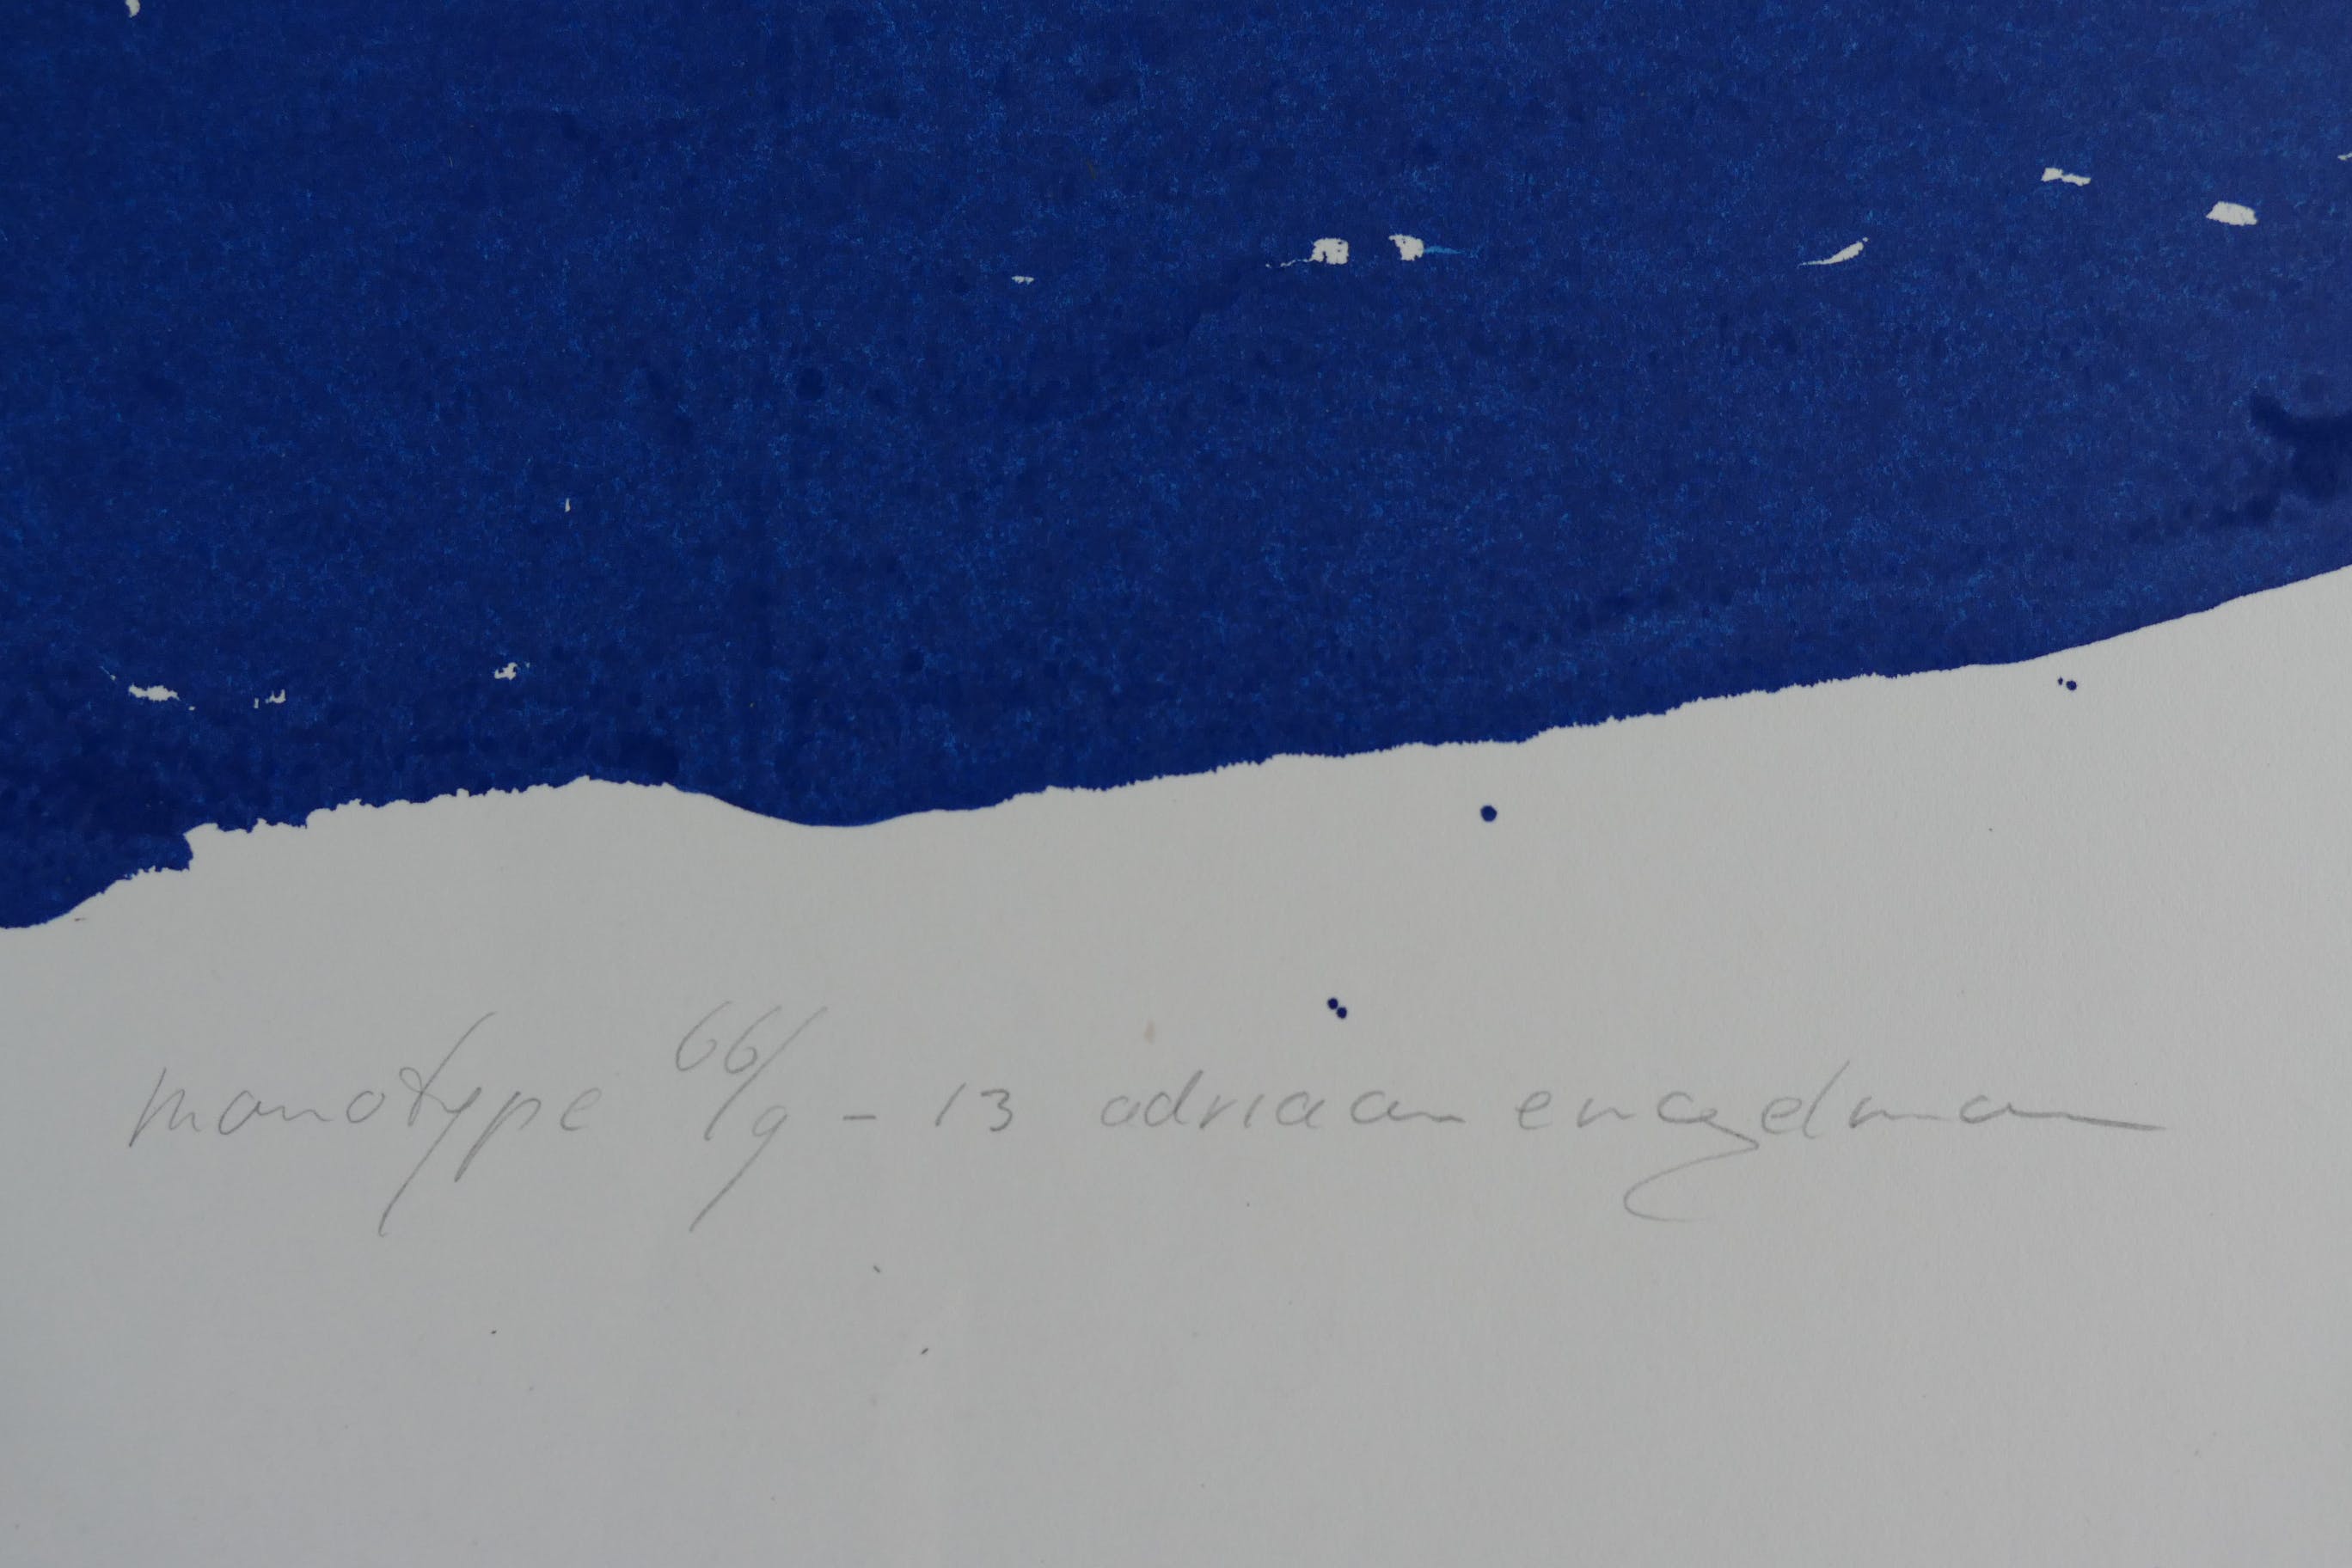 monotype 66/9 - 13 adriaan engelman